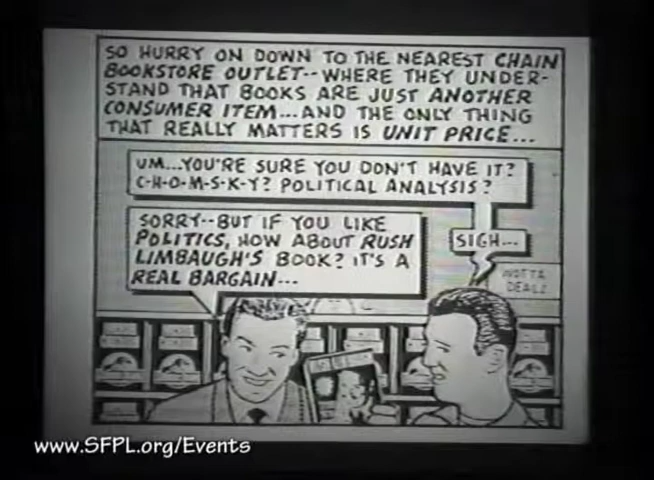 SO HURRY ON DOWN TO THE NEAREST CHAIN
BOOKSTORE OUTLET--WHERE THEY UNDER-
STAND THAT BOOKS ARE JUST ANOTHER
CONSUMER ITEM...AND THE ONLY THING
THAT REALLY MATTERS IS UNIT PRICE...
UM...YOU'RE SURE YOU DON'T HAVE IT?
C-H-O-M-S-K-Y? POLITICAL ANALYSIS?
SORRY--BUT IF YOU LIKE
POLITICS, HOW ABOUT RUSH
LIMBAUGH'S BOOK? IT'S A
REAL BARGAIN...
SIGH...
WOTTA
DEAL!
www.SFPL.org/Events